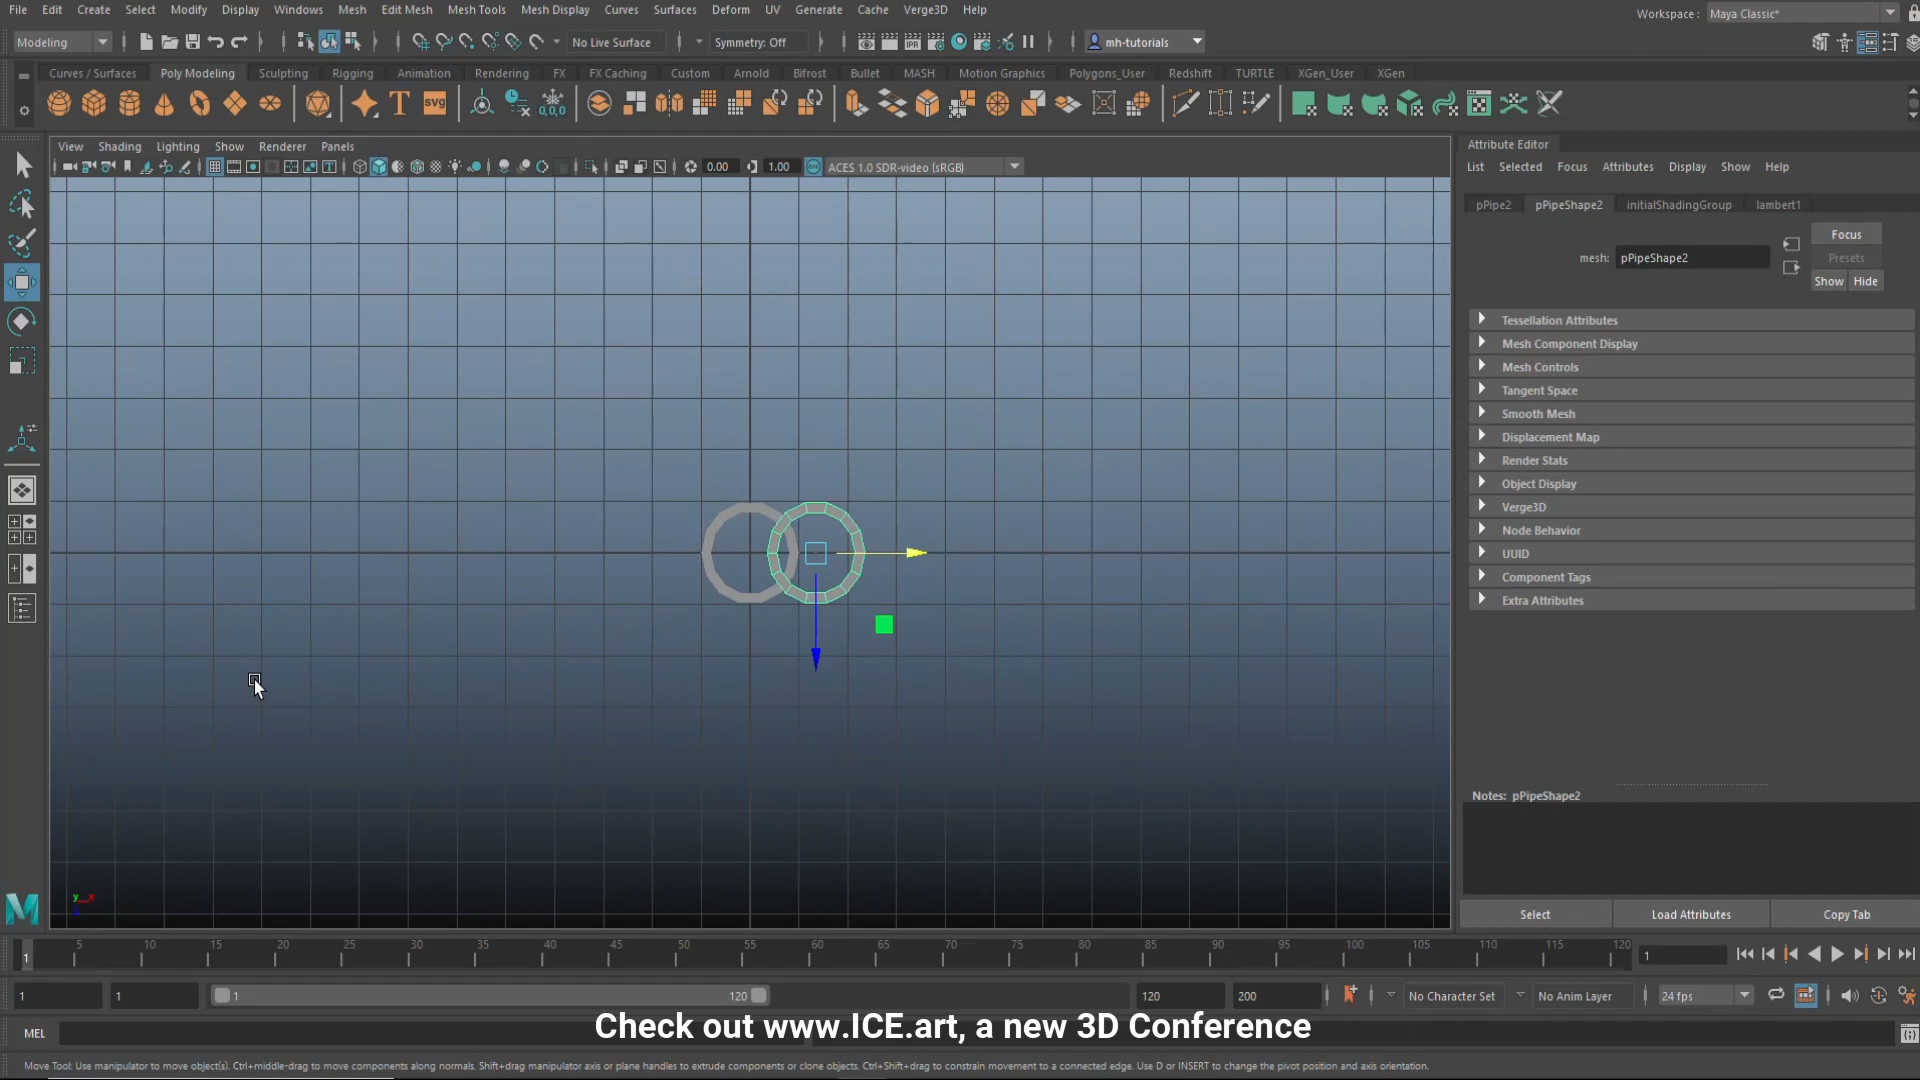 File Edit Create Select Modify Display Windows Mesh Edit Mesh Mesh Tools Mesh Display Curves Surfaces Deform UV Generate Cache Verge3D Help
Workspace : Maya Classic*
Modeling No Live Surface Symmetry: Off mh-tutorials
Curves / Surfaces Poly Modeling Sculpting Rigging Animation Rendering FX FX Caching Custom Arnold Bifrost Bullet MASH Motion Graphics Polygons_User Redshift TURTLE XGen_User XGen
T svg 0,0,0
View Shading Lighting Show Renderer Panels
0.00 1.00 ACES 1.0 SDR-video (sRGB)
Attribute Editor
List Selected Focus Attributes Display Show Help
pPipe2 pPipeShape2 initialShadingGroup lambert1
Focus
mesh: pPipeShape2
Presets
Show Hide
Tessellation Attributes
Mesh Component Display
Mesh Controls
Tangent Space
Smooth Mesh
Displacement Map
Render Stats
Object Display
Verge3D
Node Behavior
UUID
Component Tags
Extra Attributes
Notes: pPipeShape2
y x
Select Load Attributes Copy Tab
5 10 15 20 25 30 35 40 45 50 55 60 65 70 75 80 85 90 95 100 105 110 115 120
1 1
1 1 1 120 120 200 No Character Set No Anim Layer 24 fps
MEL
Check out www.ICE.art, a new 3D Conference
Move Tool: Use manipulator to move object(s). Ctrl+middle-drag to move components along normals. Shift+drag manipulator axis or plane handles to extrude components or clone objects. Ctrl+Shift+drag to constrain movement to a connected edge. Use D or INSERT to change the pivot position and axis orientation.